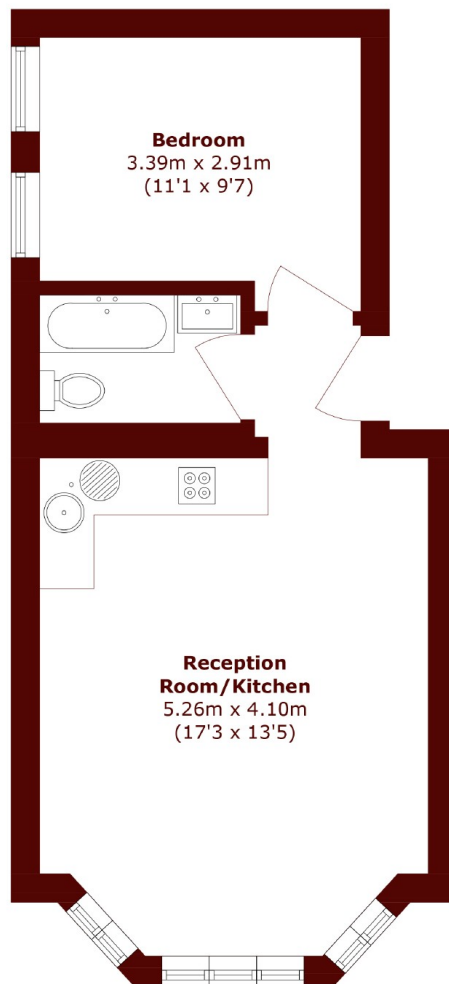 Bedroom
3.39m x 2.91m
(11'1 x 9'7)
Reception
Room/Kitchen
5.26m x 4.10m
(17'3 x 13'5)